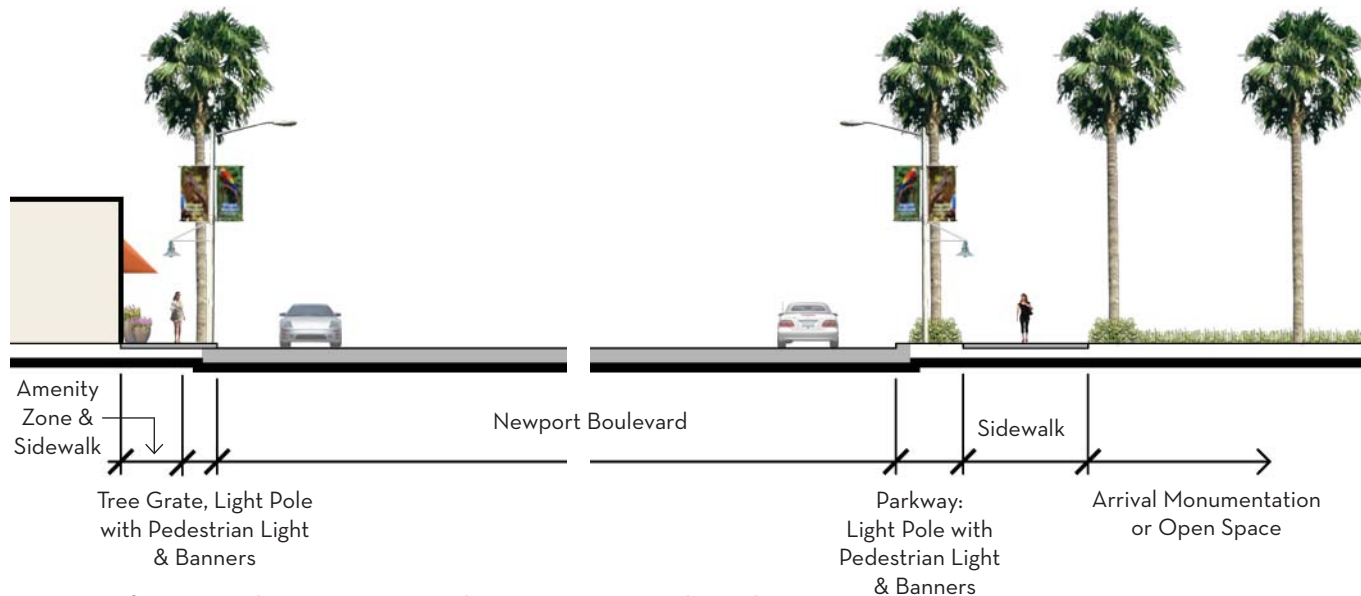 Amenity
Zone &
Sidewalk
Newport Boulevard
Sidewalk
Tree Grate, Light Pole
with Pedestrian Light
& Banners
Parkway:
Light Pole with
Pedestrian Light
& Banners
Arrival Monumentation
or Open Space